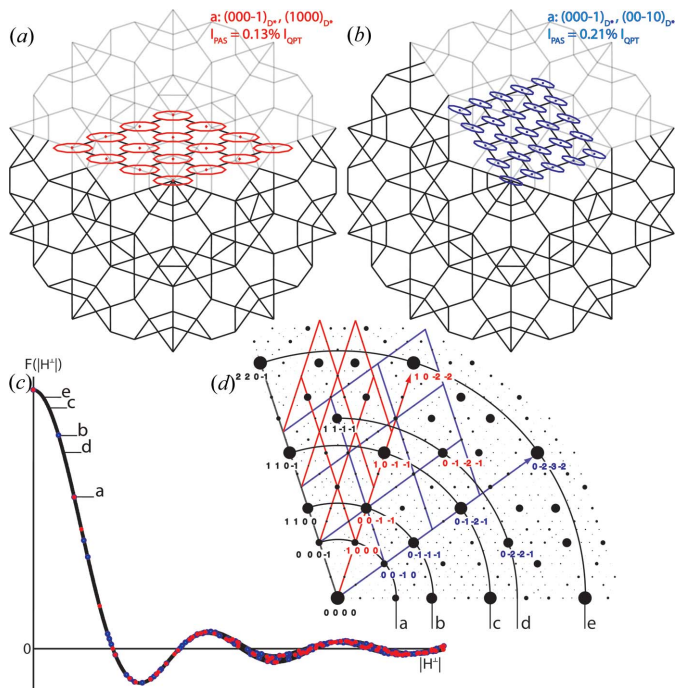 (a)
a: (000-1)D*, (1000)D*
IPAS = 0.13% IQPT
(b)
a: (000-1)D*, (00-10)D*
IPAS = 0.21% IQPT
F(|H⊥|)
(c)
e
c
b
d
a
0
|H⊥|
(d)
2 2 0 -1
1 0 -2 -2
1 1 -1 -1
1 1 0 -1
1 0 -1 -1
0 -1 -2 -1
0 -2 -3 -2
1 1 0 0
0 0 -1 -1
0 -1 -2 -1
0 0 0 -1
1 0 0 0
0 -1 -1 -1
0 -2 -2 -1
0 0 -1 0
0 0 0 0
a
b
c
d
e